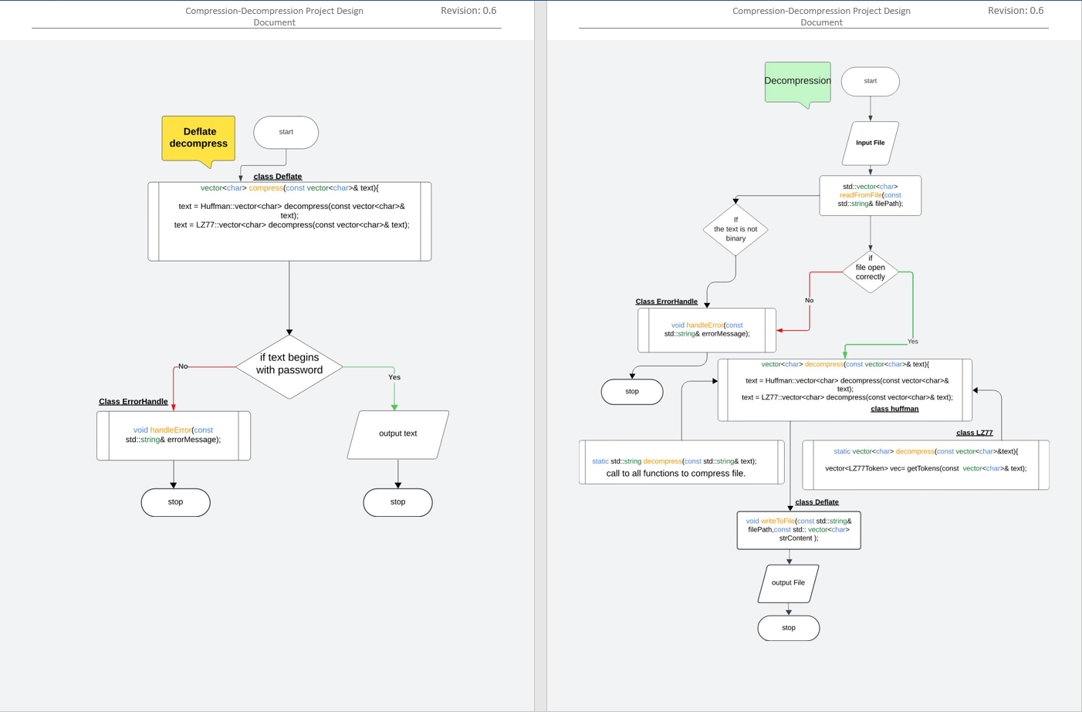 Compression-Decompression Project Design
Document
Revision: 0.6
Deflate
decompress
start
class Deflate
vector<char> compress(const vector<char>& text){
text = Huffman::vector<char> decompress(const vector<char>&
text);
text = LZ77::vector<char> decompress(const vector<char>& text);
if text begins
with password
No
Yes
Class ErrorHandle
void handleError(const
std::string& errorMessage);
output text
stop
stop
Compression-Decompression Project Design
Document
Revision: 0.6
Decompression
start
Input File
std::vector<char>
readFromFile(const
std::string& filePath);
If
the text is not
binary
if
file open
correctly
No
Yes
Class ErrorHandle
void handleError(const
std::string& errorMessage);
stop
vector<char> decompress(const vector<char>& text){
text = Huffman::vector<char> decompress(const vector<char>&
text);
text = LZ77::vector<char> decompress(const vector<char>& text);
class huffman
class LZ77
static std::string decompress(const std::string& text);
call to all functions to compress file.
static vector<char> decompress(const vector<char>&text){
vector<LZ77Token> vec= getTokens(const vector<char>& text);
class Deflate
void writeToFile(const std::string&
filePath,const std:: vector<char>
strContent );
output File
stop